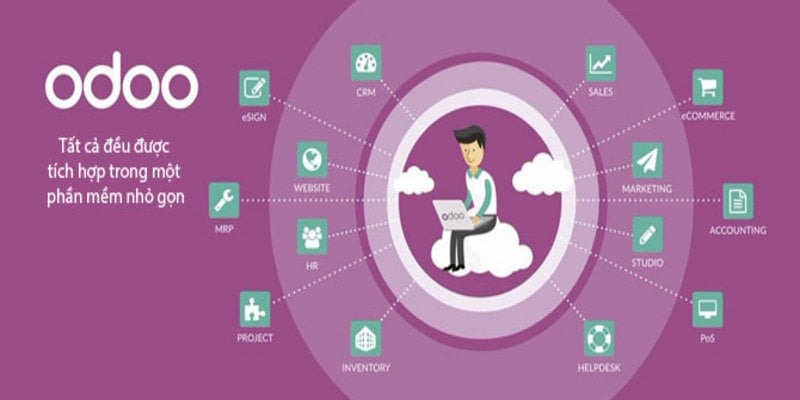 odoo
Tất cả đều được
tích hợp trong một
phần mềm nhỏ gọn
eSIGN
CRM
SALES
eCOMMERCE
WEBSITE
MARKETING
MRP
odoo
ACCOUNTING
HR
STUDIO
PROJECT
PoS
INVENTORY
HELPDESK